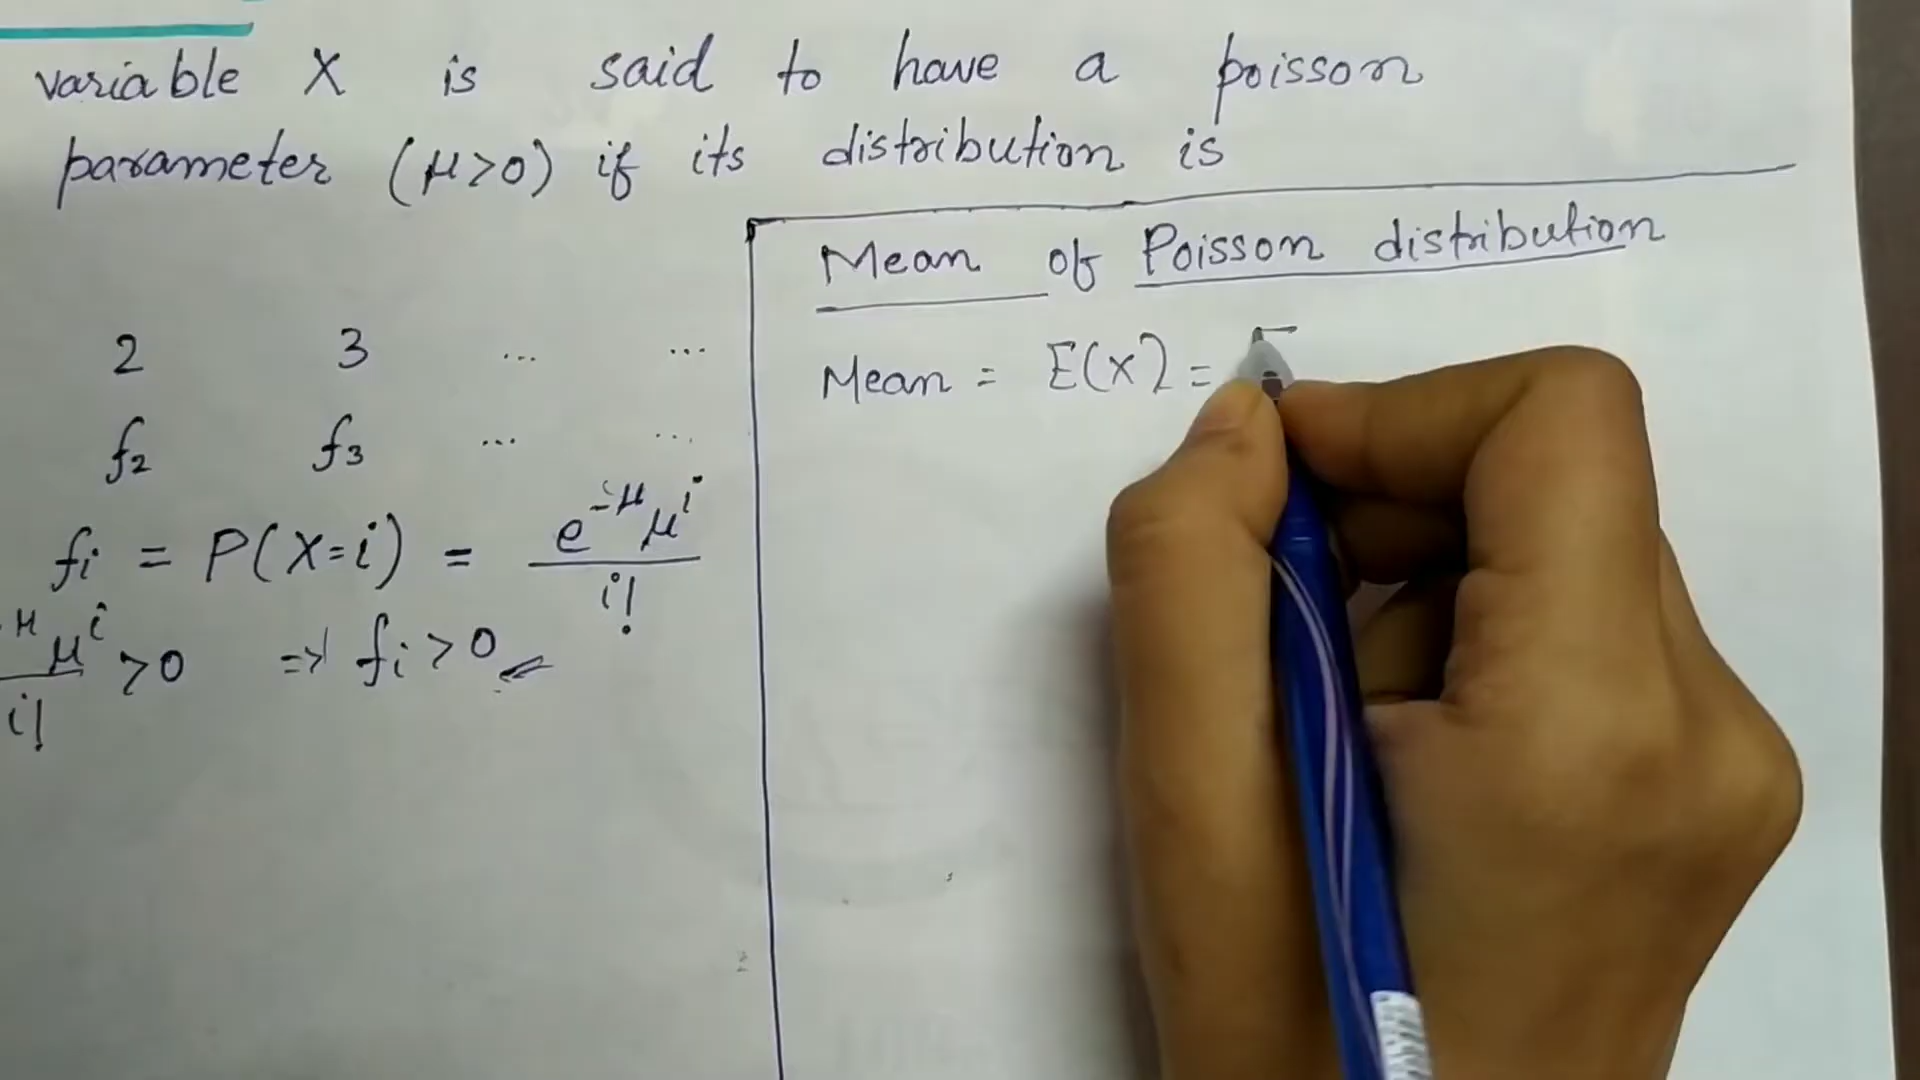 variable X is said to have a poisson
parameter (μ>0) if its distribution is
2 3 ... ...
f₂ f₃ ... ...
fi = P(X=i) = e^-μ μ^i / i!
μ μ^i / i! >0 => fi >0
Mean of Poisson distribution
Mean = E(X) =